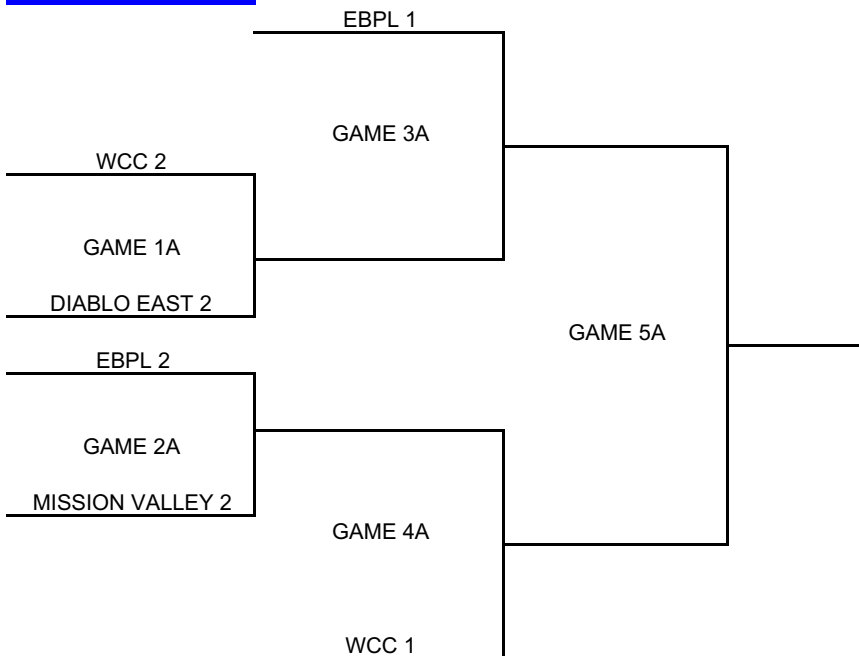 EBPL 1
GAME 3A
WCC 2
GAME 1A
DIABLO EAST 2
GAME 5A
EBPL 2
GAME 2A
MISSION VALLEY 2
GAME 4A
WCC 1